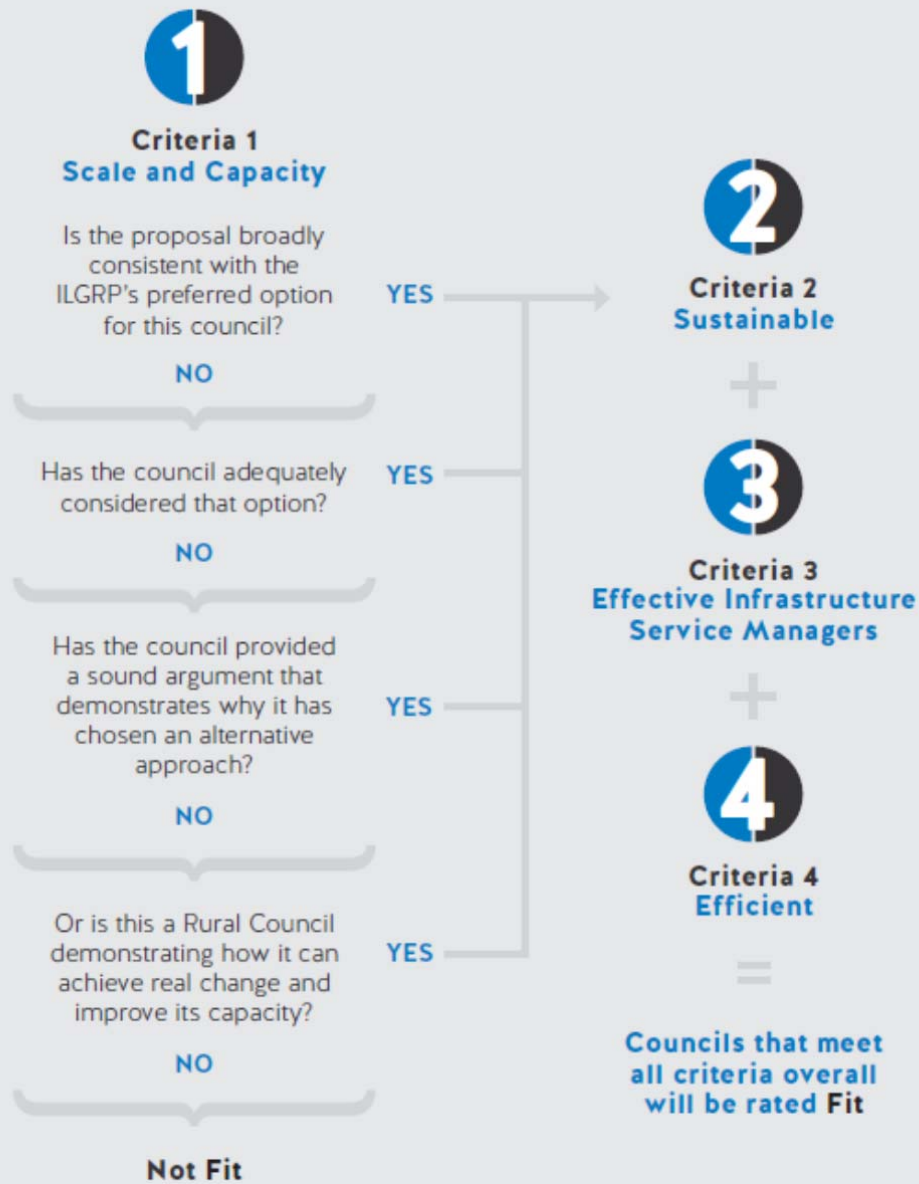 1
Criteria 1
Scale and Capacity
Is the proposal broadly
consistent with the
ILGRP's preferred option
for this council?
YES
NO
Has the council adequately
considered that option?
YES
NO
Has the council provided
a sound argument that
demonstrates why it has
chosen an alternative
approach?
YES
NO
Or is this a Rural Council
demonstrating how it can
achieve real change and
improve its capacity?
YES
NO
Not Fit
2
Criteria 2
Sustainable
+
3
Criteria 3
Effective Infrastructure
Service Managers
+
4
Criteria 4
Efficient
=
Councils that meet
all criteria overall
will be rated Fit